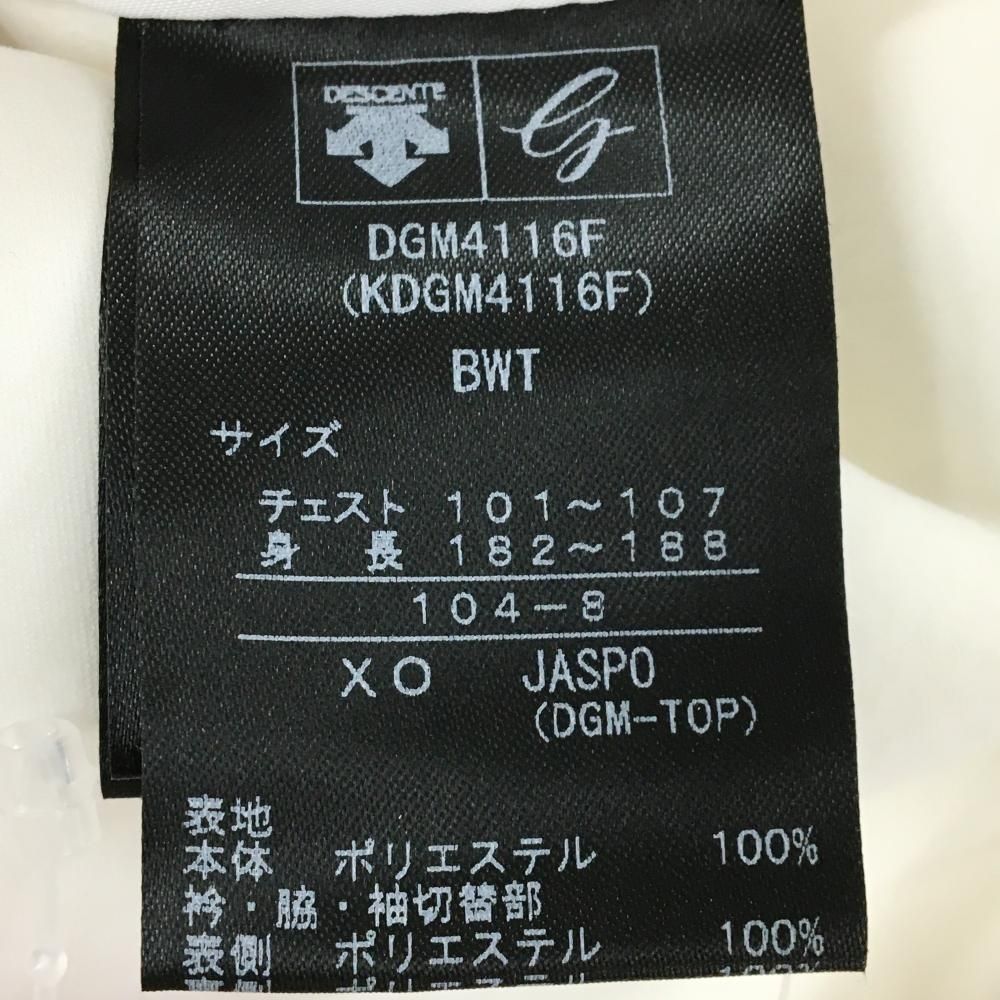 DESCENTE
G
DGM4116F
(KDGM4116F)
BWT
サイズ
チェスト 101〜107
身 長 182〜188
104−8
XO JASPO
(DGM−TOP)
表地
本体 ポリエステル 100%
衿・脇・袖切替部
表側 ポリエステル 100%